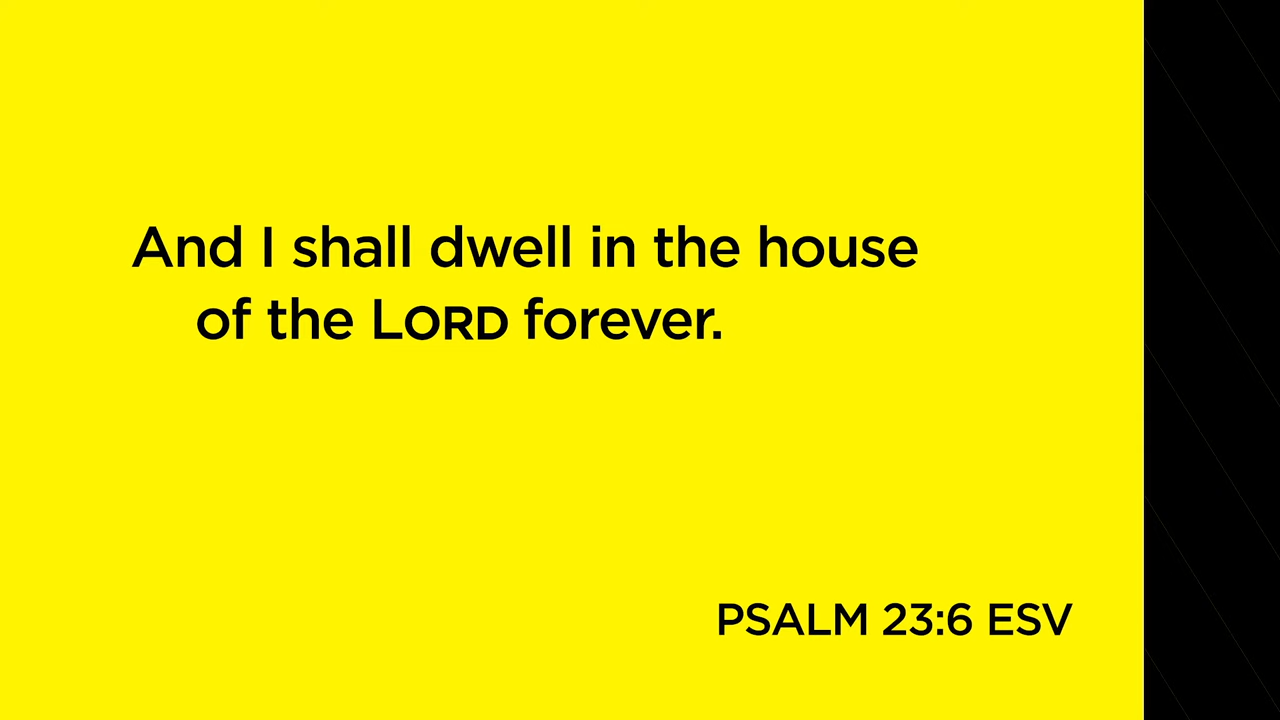 And I shall dwell in the house
of the LORD forever.
PSALM 23:6 ESV